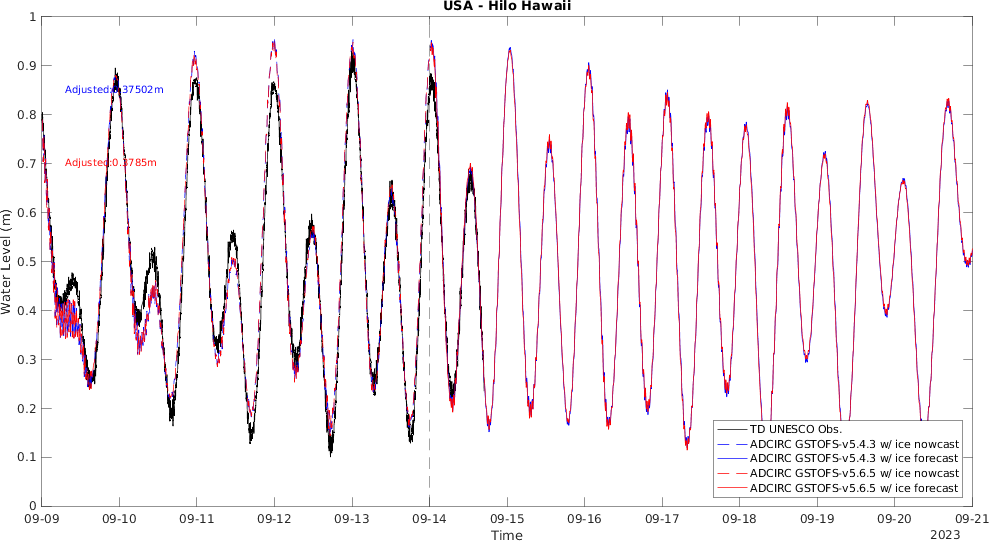 USA - Hilo Hawaii
1
0.9
0.8
0.7
0.6
0.5
0.4
0.3
0.2
0.1
0
Water Level (m)
Adjusted:0.37502m
Adjusted:0.3785m
TD UNESCO Obs.
ADCIRC GSTOFS-v5.4.3 w/ ice nowcast
ADCIRC GSTOFS-v5.4.3 w/ ice forecast
ADCIRC GSTOFS-v5.6.5 w/ ice nowcast
ADCIRC GSTOFS-v5.6.5 w/ ice forecast
09-09 09-10 09-11 09-12 09-13 09-14 09-15 09-16 09-17 09-18 09-19 09-20 09-21
Time
2023